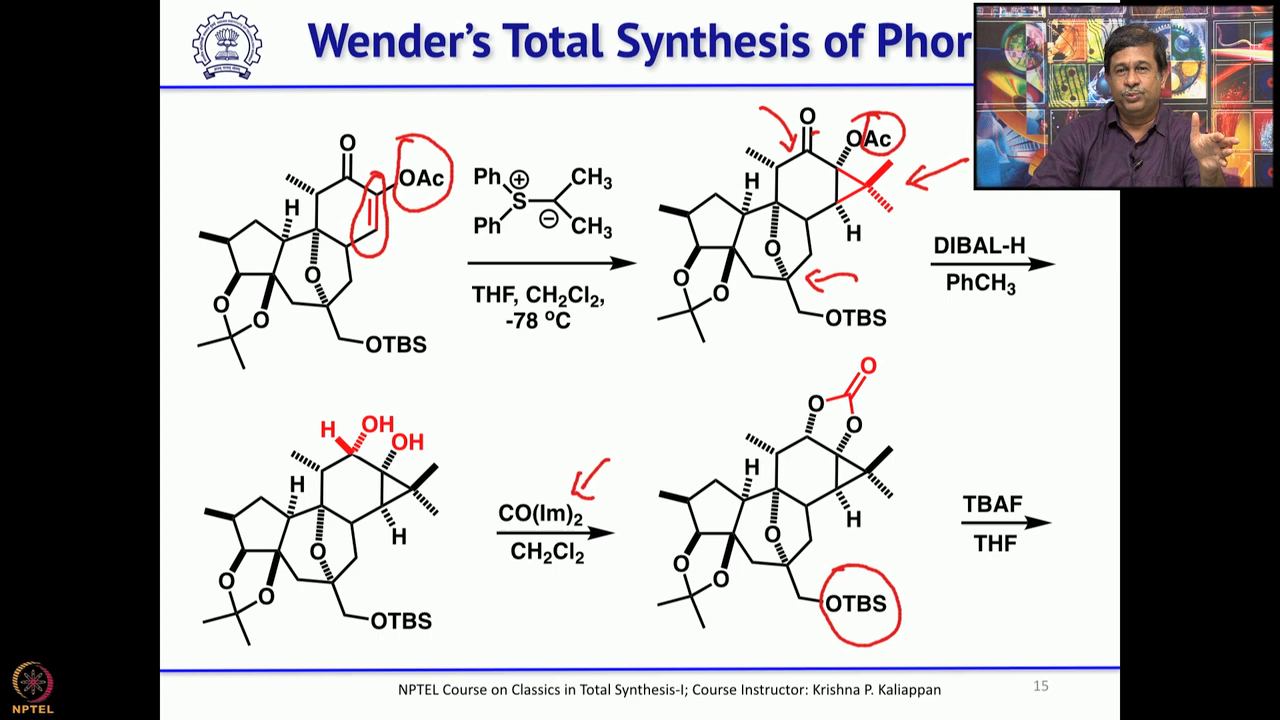 Wender's Total Synthesis of Phor
O
OAc
H
O
O
O
OTBS
Ph
S
Ph
CH3
CH3
THF, CH2Cl2,
-78 ºC
O
OAc
H
H
O
O
O
OTBS
DIBAL-H
PhCH3
H
OH
OH
H
H
O
O
O
OTBS
CO(Im)2
CH2Cl2
O
O
O
H
H
O
O
O
OTBS
TBAF
THF
NPTEL
NPTEL Course on Classics in Total Synthesis-I; Course Instructor: Krishna P. Kaliappan
15